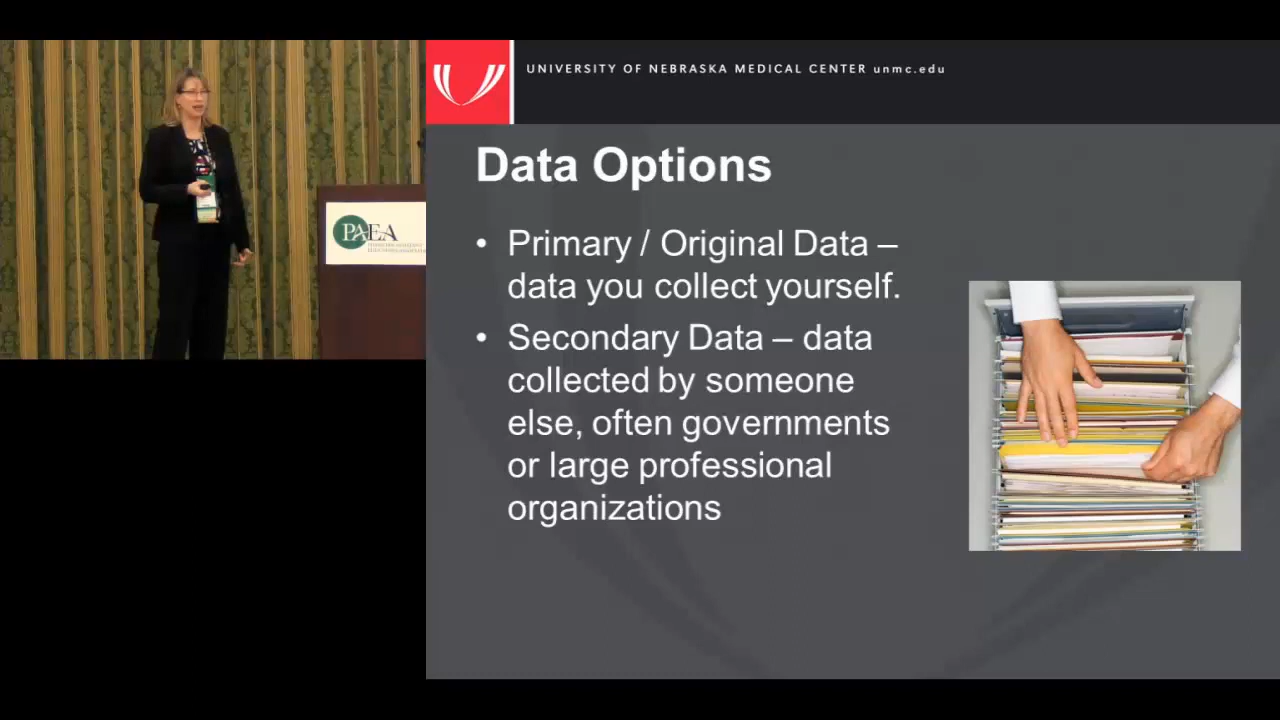 UNIVERSITY OF NEBRASKA MEDICAL CENTER unmc.edu
Data Options
• Primary / Original Data –
data you collect yourself.
• Secondary Data – data
collected by someone
else, often governments
or large professional
organizations
PAEA